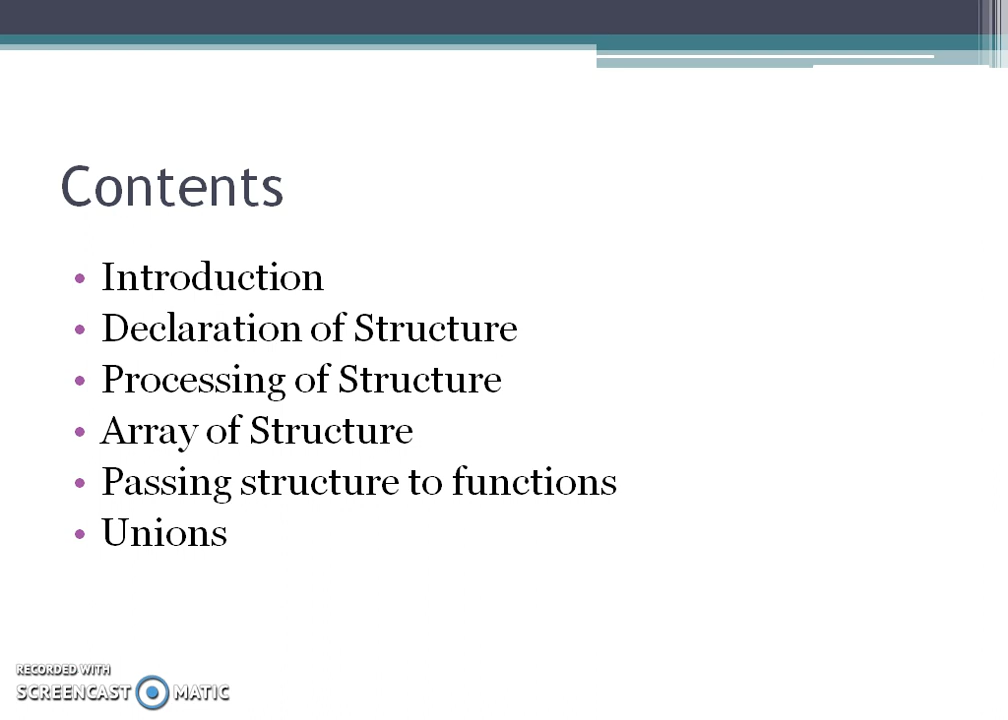 Contents
• Introduction
• Declaration of Structure
• Processing of Structure
• Array of Structure
• Passing structure to functions
• Unions
RECORDED WITH
SCREENCAST MATIC